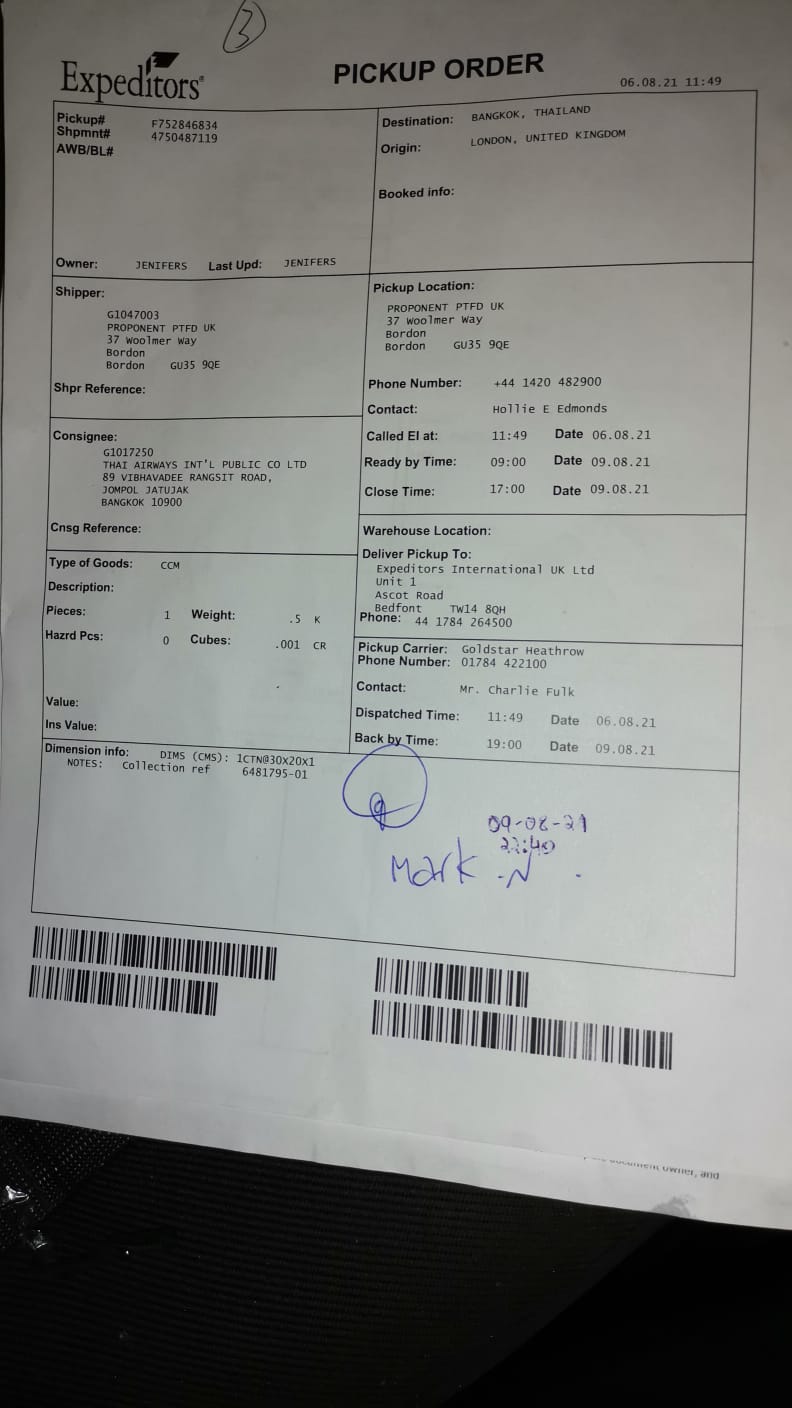 3
Expeditors
PICKUP ORDER
06.08.21 11:49
Pickup# F752846834
Shpmnt# 4750487119
AWB/BL#
Owner: JENIFERS Last Upd: JENIFERS
Destination: BANGKOK, THAILAND
Origin: LONDON, UNITED KINGDOM
Booked info:
Shipper:
G1047003
PROPONENT PTFD UK
37 Woolmer Way
Bordon
Bordon GU35 9QE
Shpr Reference:
Pickup Location:
PROPONENT PTFD UK
37 Woolmer Way
Bordon
Bordon GU35 9QE
Phone Number: +44 1420 482900
Contact: Hollie E Edmonds
Called EI at: 11:49 Date 06.08.21
Ready by Time: 09:00 Date 09.08.21
Close Time: 17:00 Date 09.08.21
Consignee:
G1017250
THAI AIRWAYS INT'L PUBLIC CO LTD
89 VIBHAVADEE RANGSIT ROAD,
JOMPOL JATUJAK
BANGKOK 10900
Cnsg Reference:
Warehouse Location:
Deliver Pickup To:
Expeditors International UK Ltd
Unit 1
Ascot Road
Bedfont TW14 8QH
Phone: 44 1784 264500
Type of Goods: CCM
Description:
Pieces: 1 Weight: .5 K
Hazrd Pcs: 0 Cubes: .001 CR
Value:
Ins Value:
Pickup Carrier: Goldstar Heathrow
Phone Number: 01784 422100
Contact: Mr. Charlie Fulk
Dispatched Time: 11:49 Date 06.08.21
Back by Time: 19:00 Date 09.08.21
Dimension info: DIMS (CMS): 1CTN@30X20X1
NOTES: Collection ref 6481795-01
09-08-21
22:40
Mark -N
document owner, and